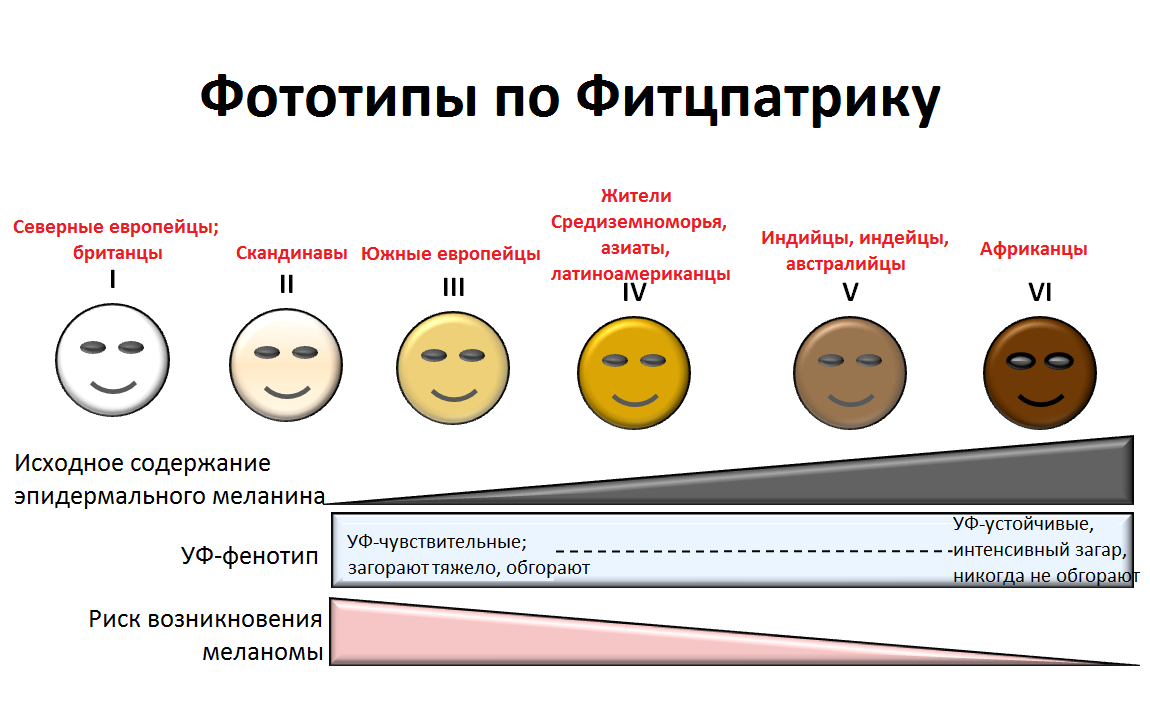 Фототипы по Фитцпатрику
Северные европейцы;
британцы
I
Скандинавы
II
Южные европейцы
III
Жители
Средиземноморья,
азиаты,
латиноамериканцы
IV
Индийцы, индейцы,
австралийцы
V
Африканцы
VI
Исходное содержание
эпидермального меланина
УФ-фенотип
УФ-чувствительные;
загорают тяжело, обгорают
УФ-устойчивые,
интенсивный загар,
никогда не обгорают
Риск возникновения
меланомы